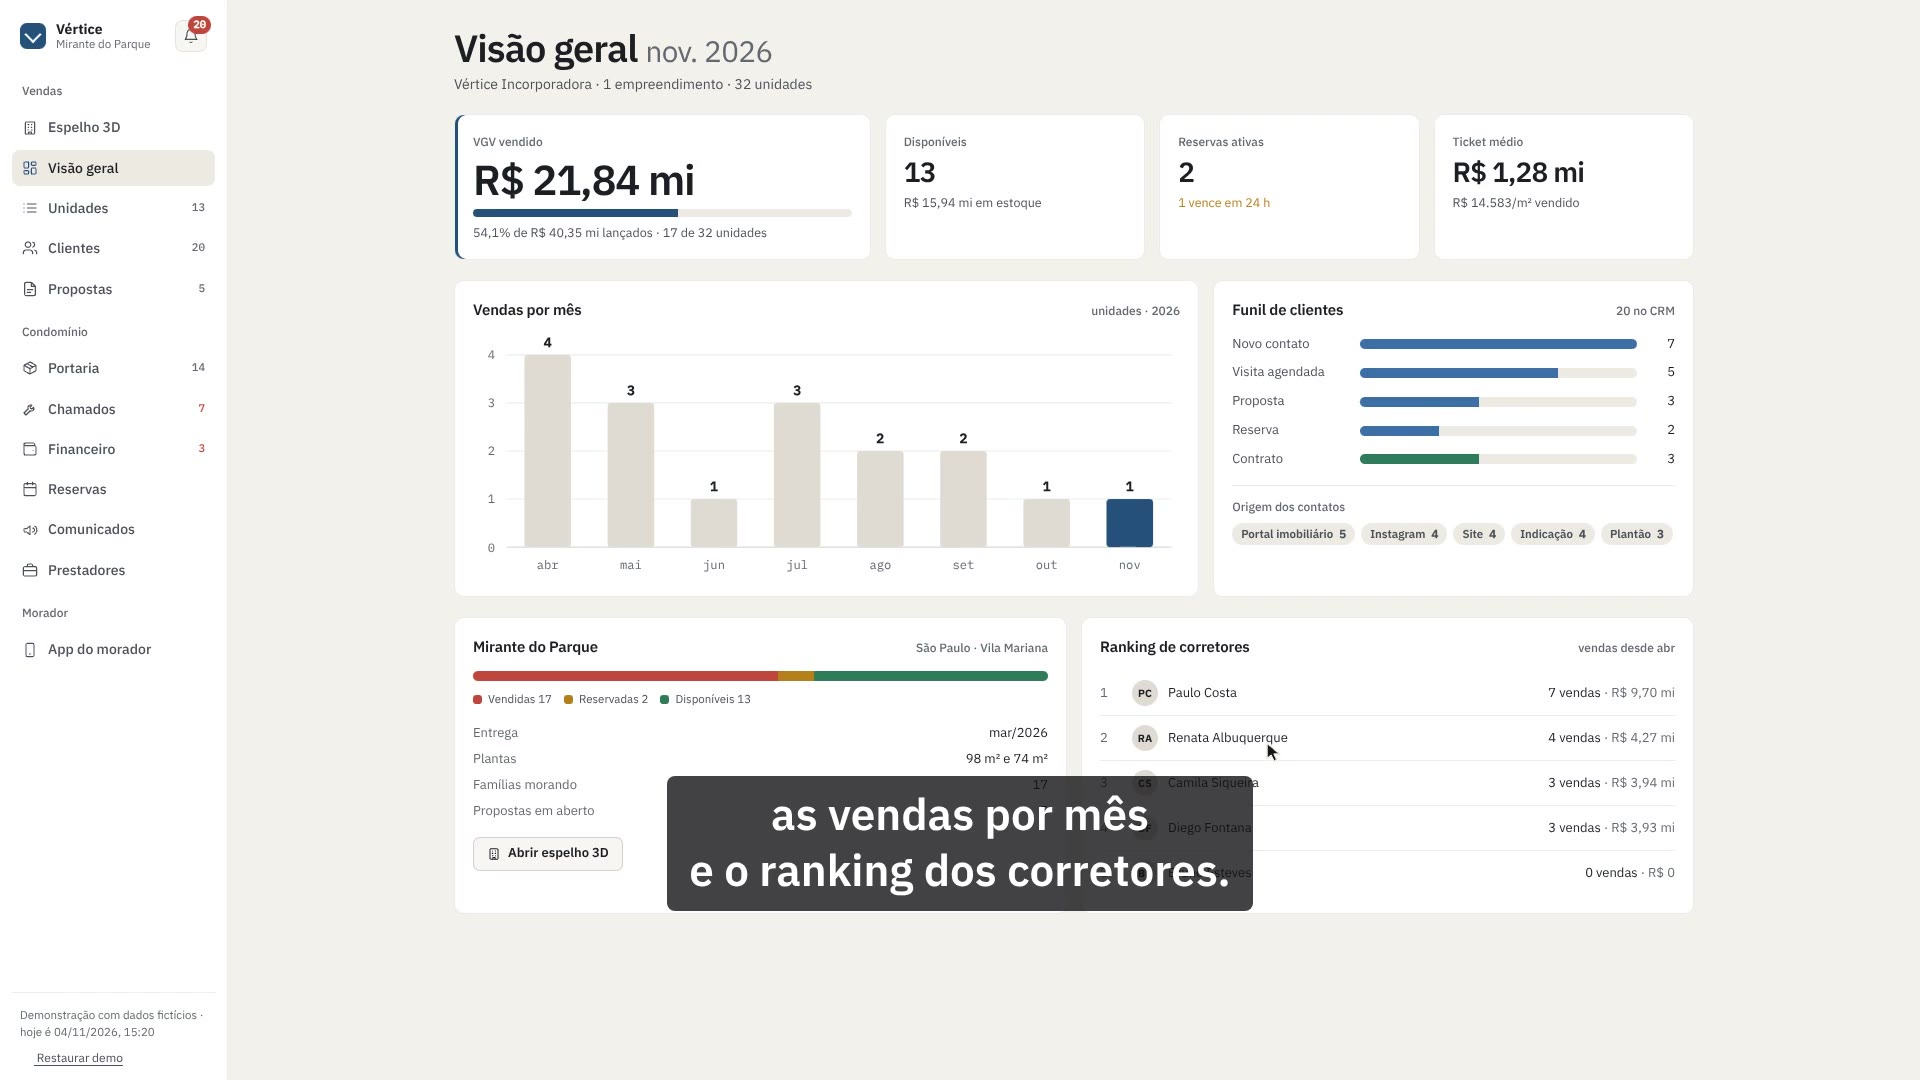 Vértice
Mirante do Parque
20
Vendas
Espelho 3D
Visão geral
Unidades 13
Clientes 20
Propostas 5
Condomínio
Portaria 14
Chamados 7
Financeiro 3
Reservas
Comunicados
Prestadores
Morador
App do morador
Demonstração com dados fictícios ·
hoje é 04/11/2026, 15:20
Restaurar demo
Visão geral nov. 2026
Vértice Incorporadora · 1 empreendimento · 32 unidades
VGV vendido
R$ 21,84 mi
54,1% de R$ 40,35 mi lançados · 17 de 32 unidades
Disponíveis
13
R$ 15,94 mi em estoque
Reservas ativas
2
1 vence em 24 h
Ticket médio
R$ 1,28 mi
R$ 14.583/m² vendido
Vendas por mês unidades · 2026
4 3 1 3 2 2 1 1
4
3
2
1
0
abr mai jun jul ago set out nov
Funil de clientes 20 no CRM
Novo contato 7
Visita agendada 5
Proposta 3
Reserva 2
Contrato 3
Origem dos contatos
Portal imobiliário 5 Instagram 4 Site 4 Indicação 4 Plantão 3
Mirante do Parque São Paulo · Vila Mariana
Vendidas 17 Reservadas 2 Disponíveis 13
Entrega mar/2026
Plantas 98 m² e 74 m²
Famílias morando 17
Propostas em aberto
Abrir espelho 3D
Ranking de corretores vendas desde abr
1 PC Paulo Costa 7 vendas · R$ 9,70 mi
2 RA Renata Albuquerque 4 vendas · R$ 4,27 mi
3 CS Camila Siqueira 3 vendas · R$ 3,94 mi
Diego Fontana 3 vendas · R$ 3,93 mi
Esteves 0 vendas · R$ 0
as vendas por mês
e o ranking dos corretores.